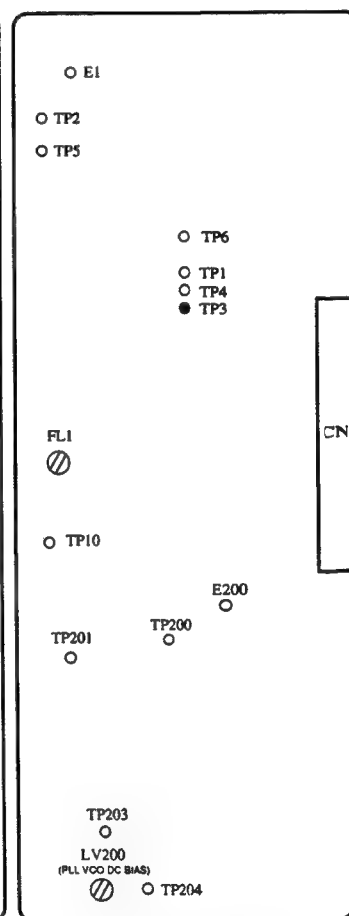 E1
TP2
TP5
TP6
TP1
TP4
TP3
CN
FL1
TP10
E200
TP200
TP201
TP203
LV200
(PLL VCO DC BIAS)
TP204